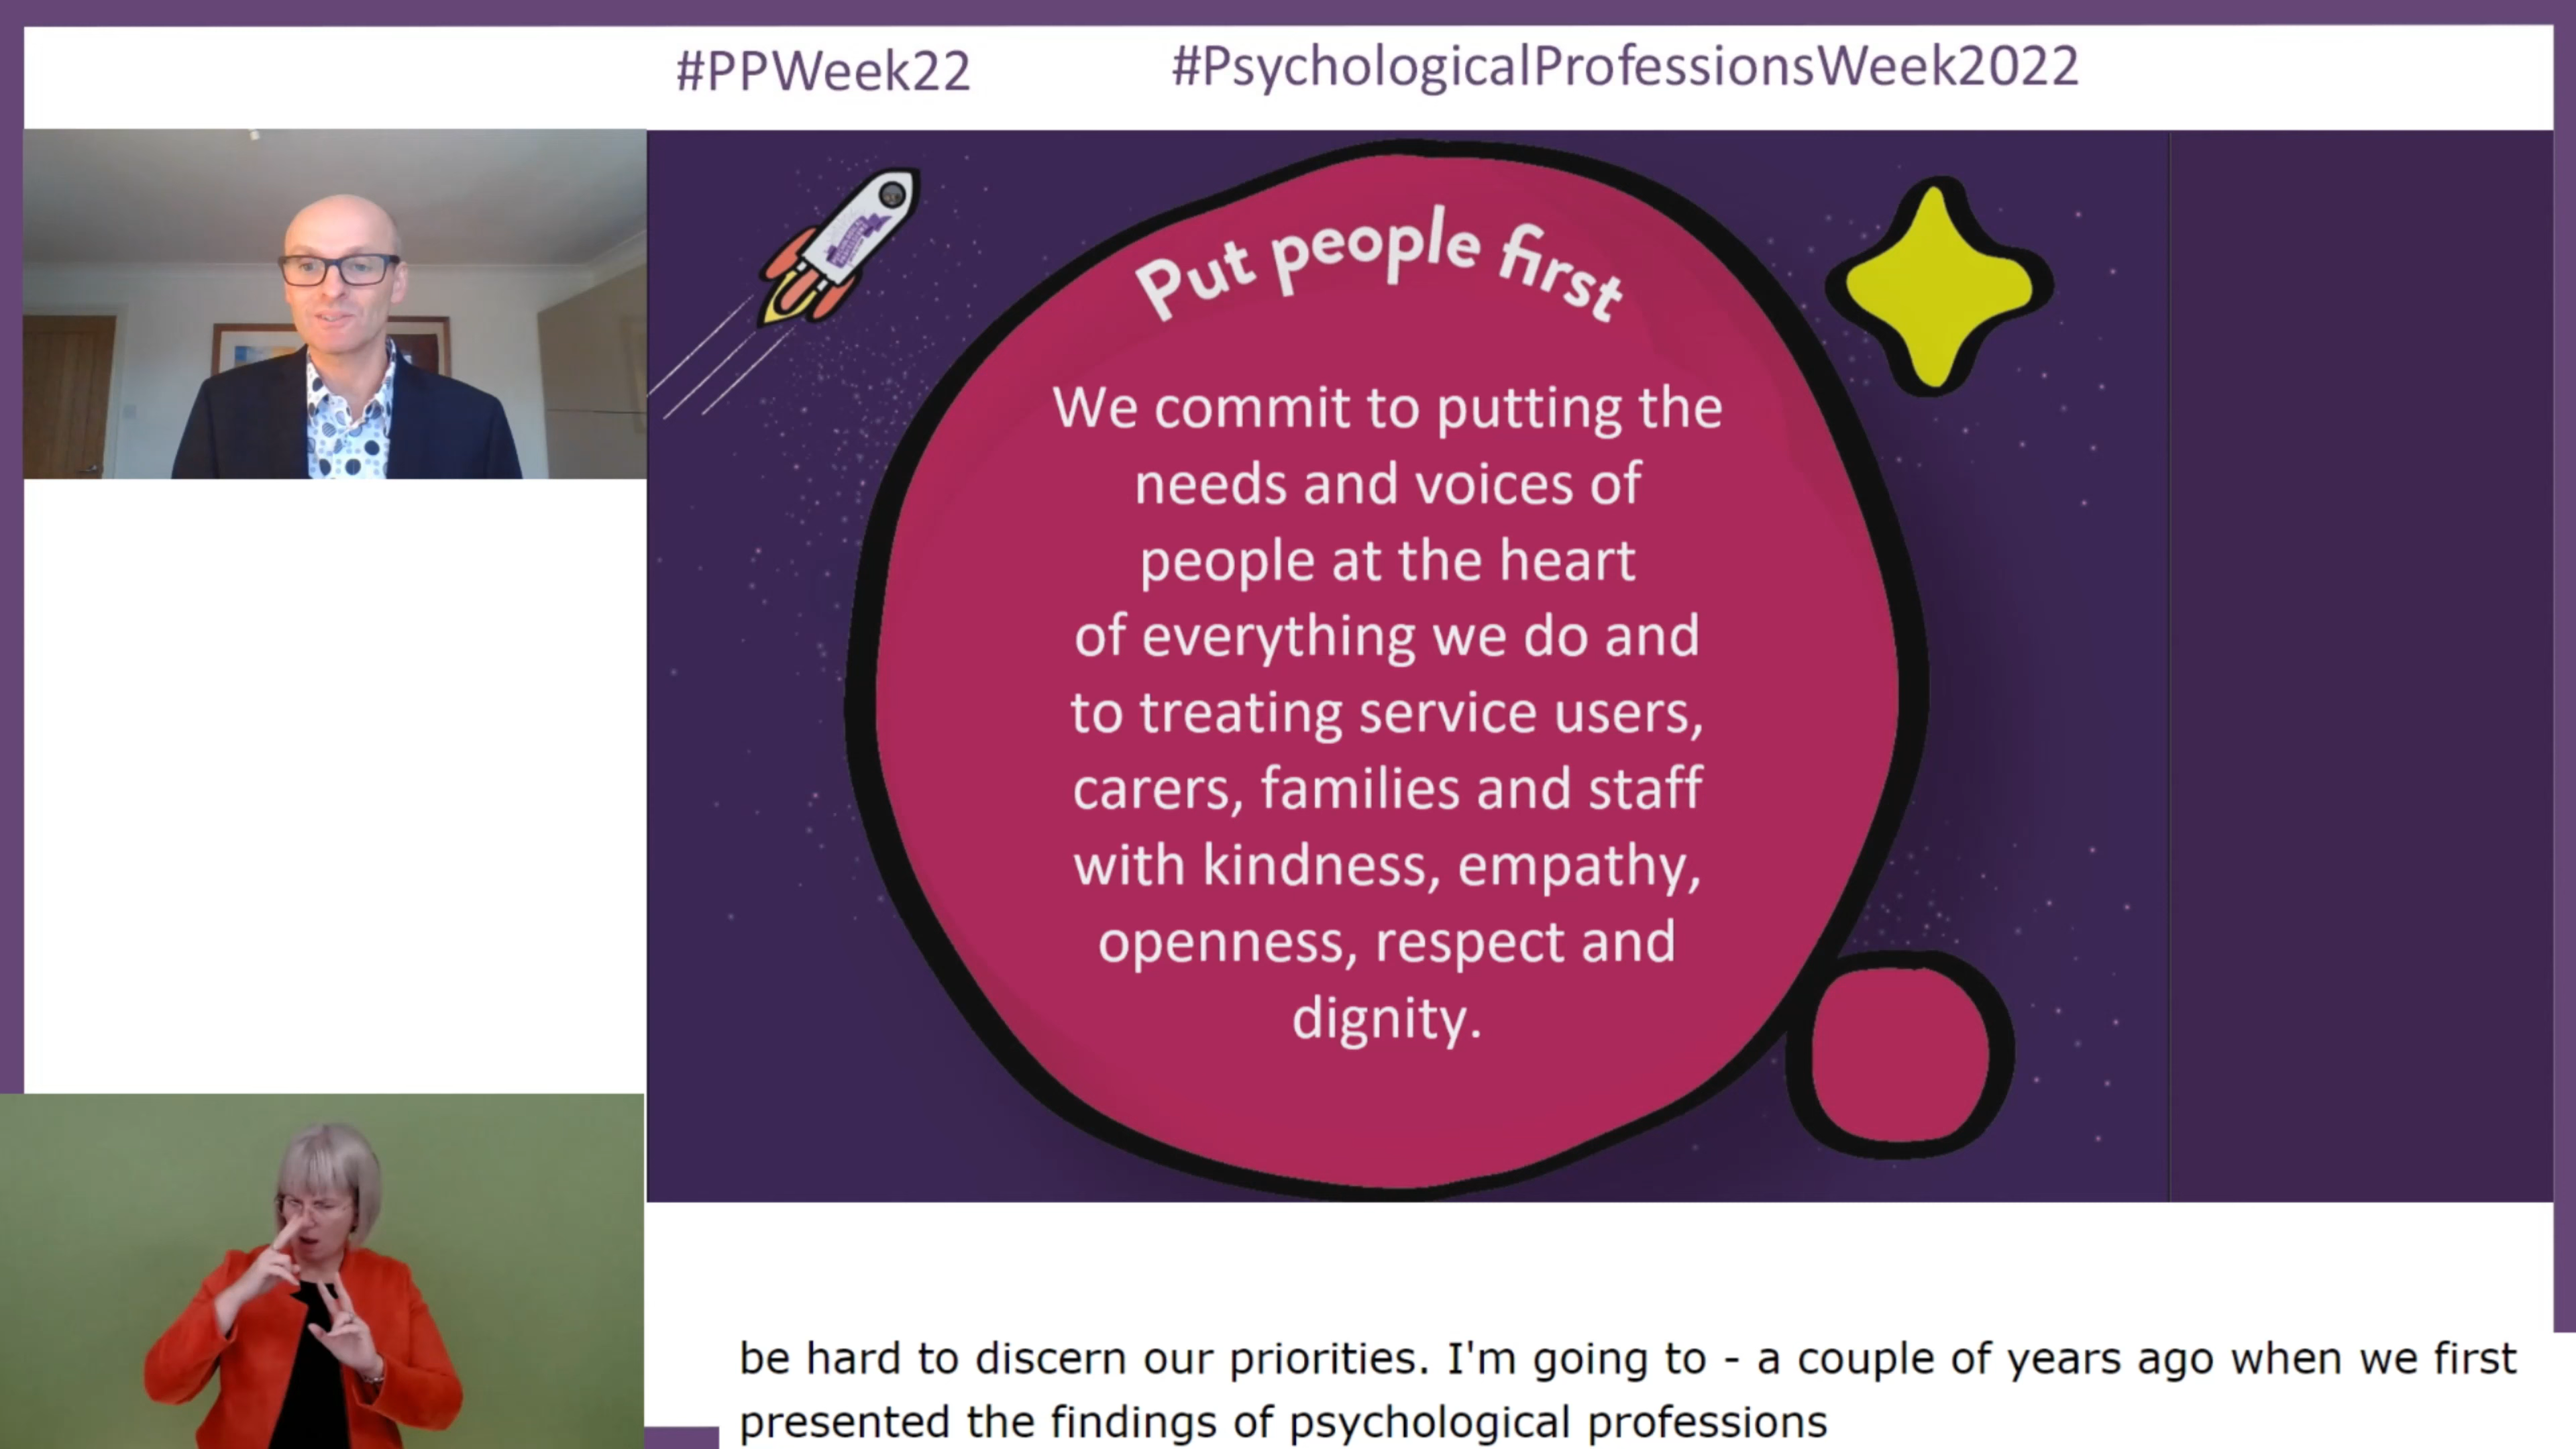 #PPWeek22
#PsychologicalProfessionsWeek2022
Put people first
We commit to putting the
needs and voices of
people at the heart
of everything we do and
to treating service users,
carers, families and staff
with kindness, empathy,
openness, respect and
dignity.
be hard to discern our priorities. I'm going to - a couple of years ago when we first
presented the findings of psychological professions